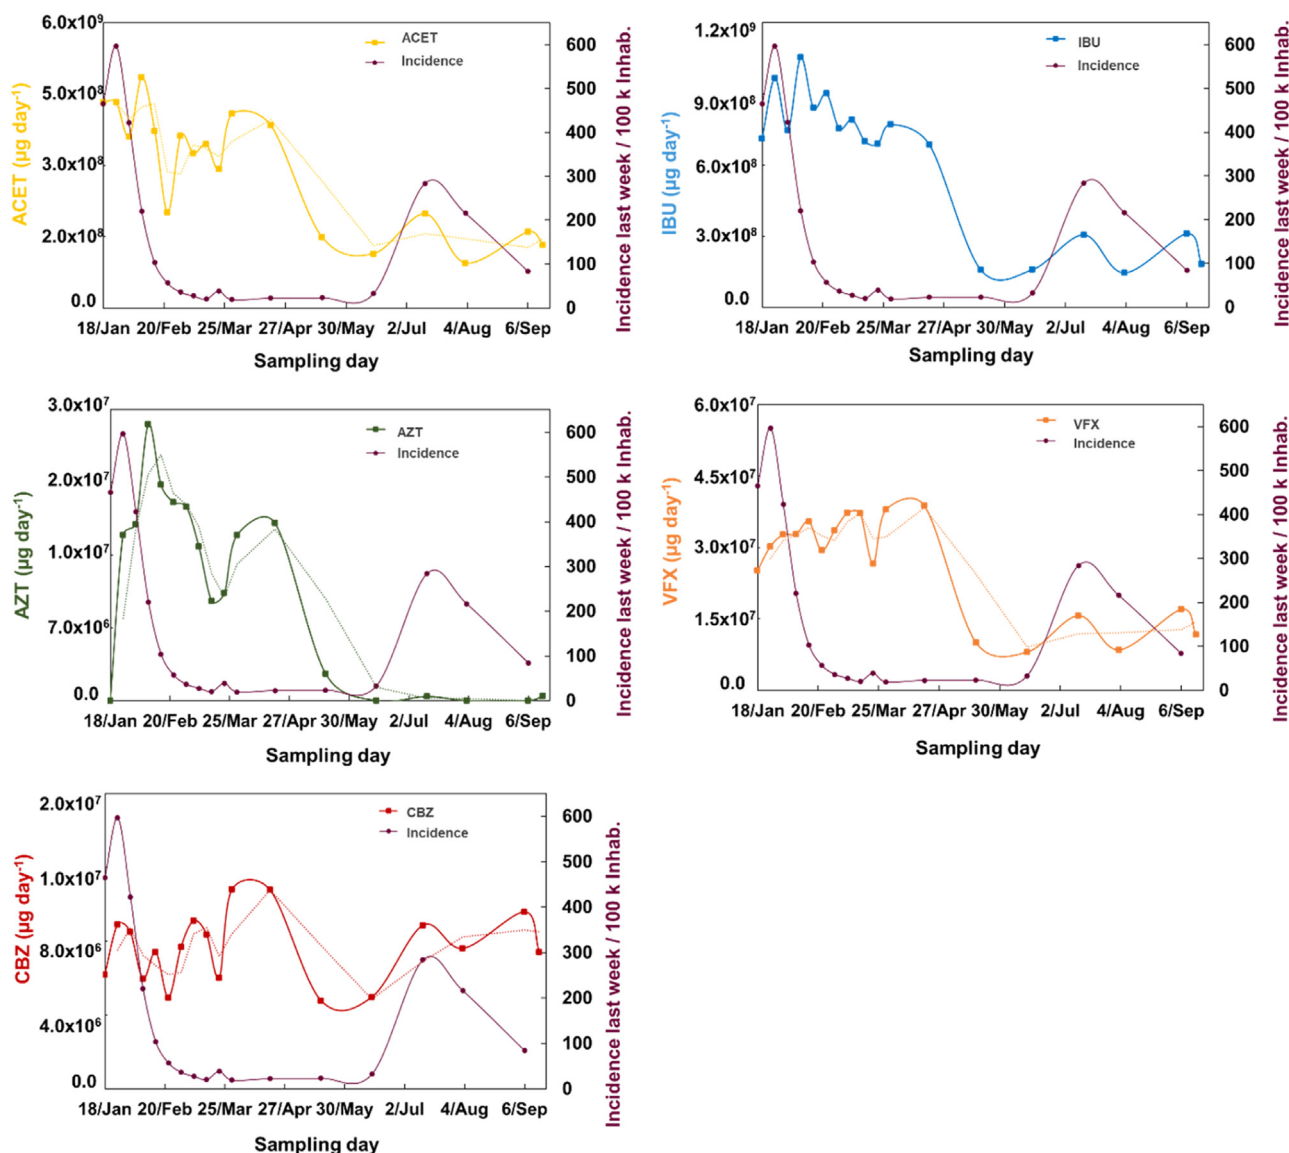 6.0x10⁹
5.0x10⁸
3.0x10⁸
2.0x10⁸
0.0
ACET (µg day⁻¹)
ACET
Incidence
600
500
400
300
200
100
0
Incidence last week / 100 k Inhab.
18/Jan 20/Feb 25/Mar 27/Apr 30/May 2/Jul 4/Aug 6/Sep
Sampling day
1.2x10⁹
9.0x10⁸
6.0x10⁸
3.0x10⁸
0.0
IBU (µg day⁻¹)
IBU
Incidence
600
500
400
300
200
100
0
Incidence last week / 100 k Inhab.
18/Jan 20/Feb 25/Mar 27/Apr 30/May 2/Jul 4/Aug 6/Sep
Sampling day
3.0x10⁷
2.0x10⁷
1.0x10⁷
7.0x10⁶
0.0
AZT (µg day⁻¹)
AZT
Incidence
600
500
400
300
200
100
0
Incidence last week / 100 k Inhab.
18/Jan 20/Feb 25/Mar 27/Apr 30/May 2/Jul 4/Aug 6/Sep
Sampling day
6.0x10⁷
4.5x10⁷
3.0x10⁷
1.5x10⁷
0.0
VFX (µg day⁻¹)
VFX
Incidence
600
500
400
300
200
100
0
Incidence last week / 100 k Inhab.
18/Jan 20/Feb 25/Mar 27/Apr 30/May 2/Jul 4/Aug 6/Sep
Sampling day
2.0x10⁷
1.0x10⁷
8.0x10⁶
4.0x10⁶
0.0
CBZ (µg day⁻¹)
CBZ
Incidence
600
500
400
300
200
100
0
Incidence last week / 100 k Inhab.
18/Jan 20/Feb 25/Mar 27/Apr 30/May 2/Jul 4/Aug 6/Sep
Sampling day